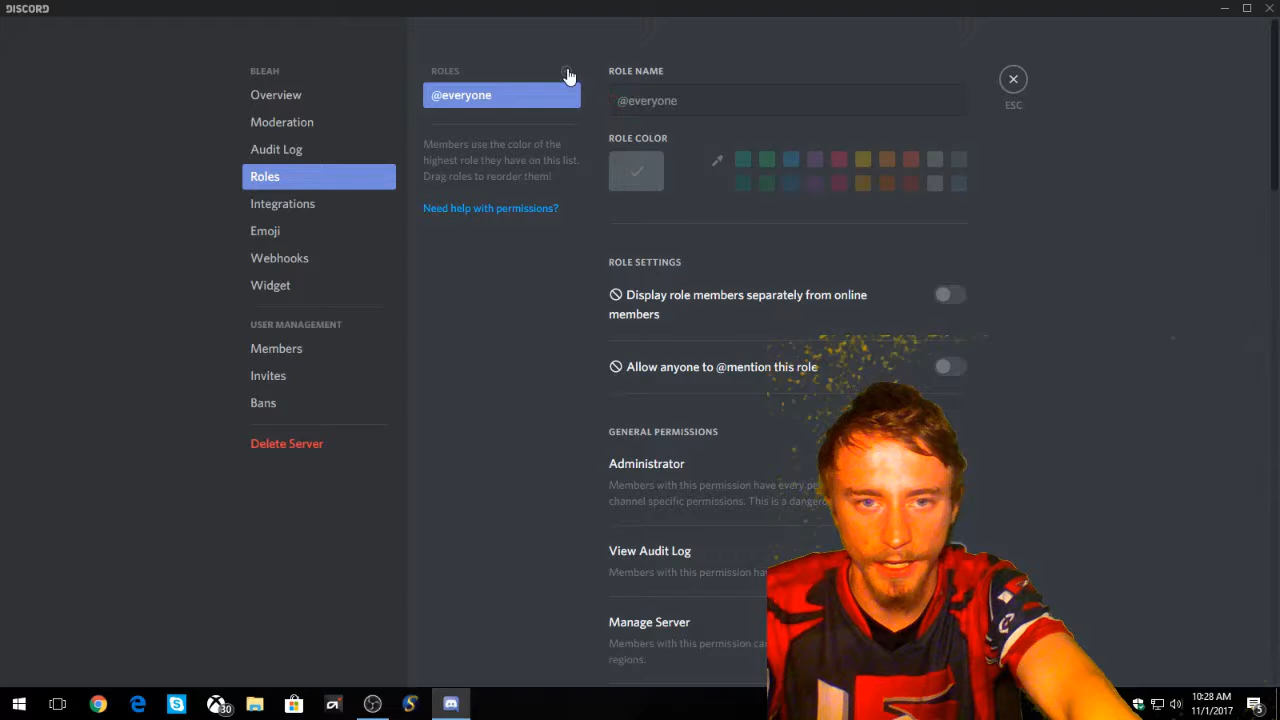 DISCORD
BLEAH
Overview
Moderation
Audit Log
Roles
Integrations
Emoji
Webhooks
Widget
USER MANAGEMENT
Members
Invites
Bans
Delete Server
ROLES
@everyone
Members use the color of the
highest role they have on this list.
Drag roles to reorder them!
Need help with permissions?
ROLE NAME
@everyone
ROLE COLOR
ROLE SETTINGS
Display role members separately from online
members
Allow anyone to @mention this role
GENERAL PERMISSIONS
Administrator
Members with this permission have every
channel specific permissions. This is a
View Audit Log
Members with this permission
Manage Server
Members with this permission
regions.
ESC
30
10:28 AM
11/1/2017
5